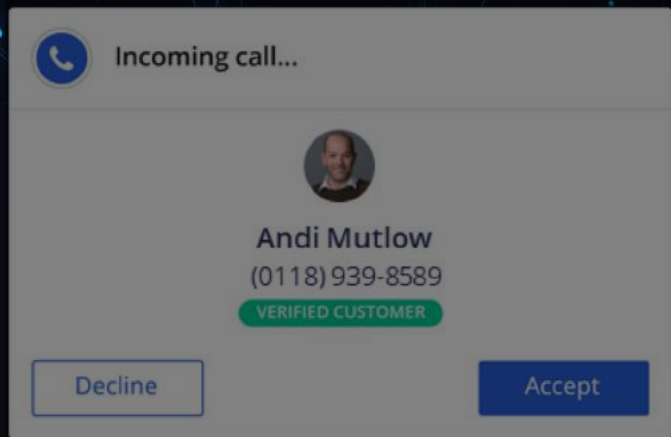 Incoming call...
Andi Mutlow
(0118) 939-8589
VERIFIED CUSTOMER
Decline
Accept